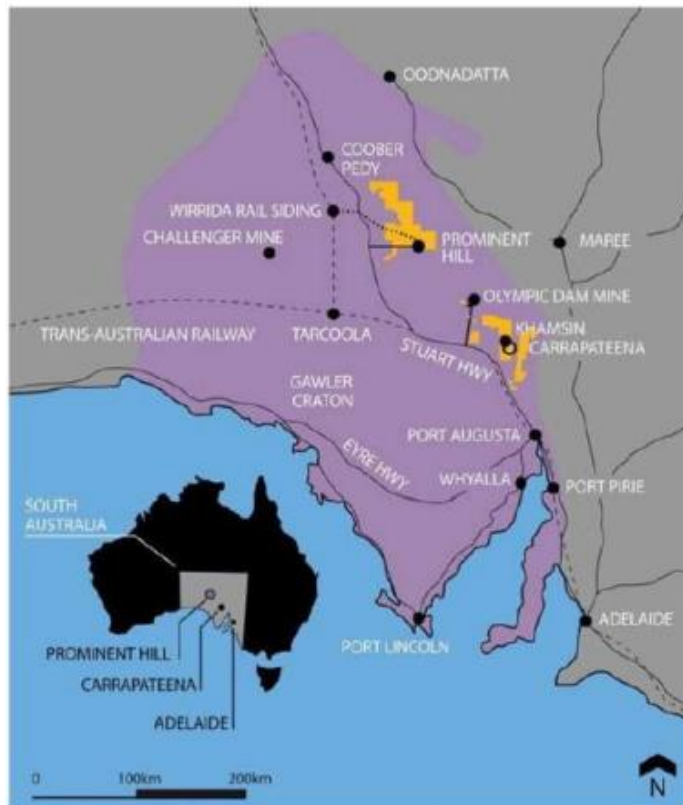 OODNADATTA
COOBER
PEDY
WIRRIDA RAIL SIDING
CHALLENGER MINE
PROMINENT
HILL
MAREE
OLYMPIC DAM MINE
KHAMSIN
CARRAPATEENA
TRANS-AUSTRALIAN RAILWAY
TARCOOLA
STUART HWY
GAWLER
CRATON
EYRE HWY
PORT AUGUSTA
WHYALLA
PORT PIRIE
SOUTH
AUSTRALIA
ADELAIDE
PORT LINCOLN
PROMINENT HILL
CARRAPATEENA
ADELAIDE
0
100km
200km
N